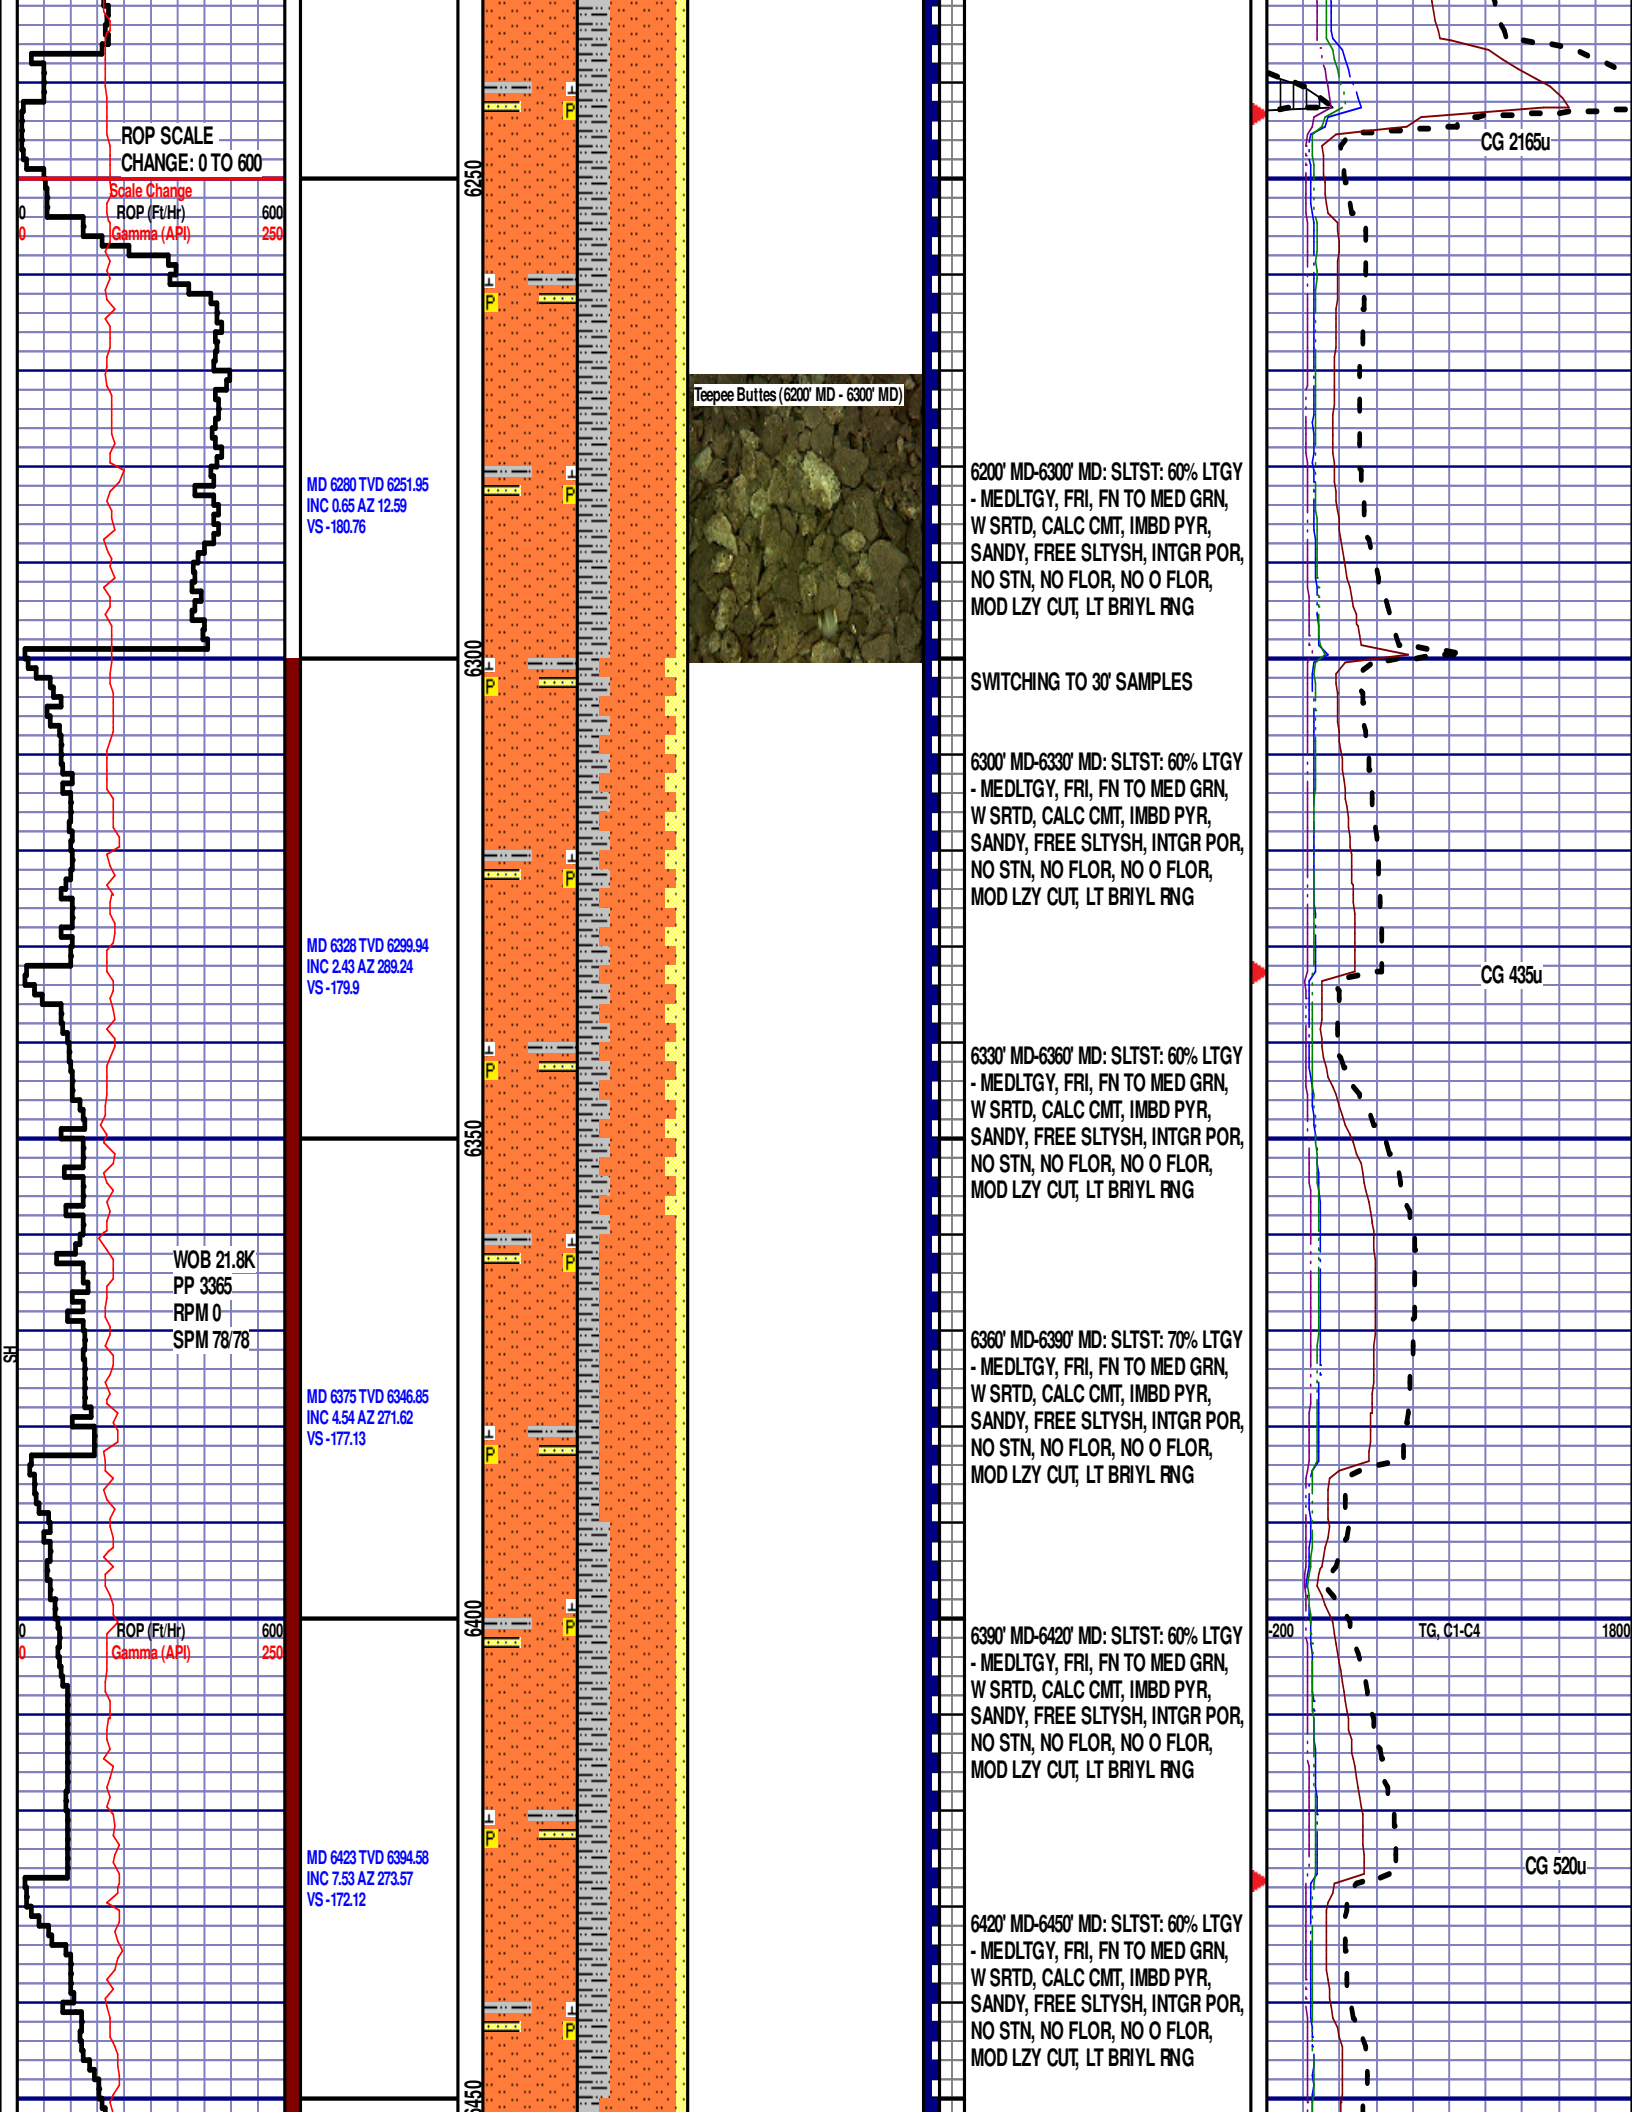 ROP SCALE
CHANGE: 0 TO 600
Scale Change
0 ROP (Ft/Hr) 600
0 Gamma (API) 250
WOB 21.8K
PP 3365
RPM 0
SPM 78/78
SH
0 ROP (Ft/Hr) 600
0 Gamma (API) 250
MD 6280 TVD 6251.95
INC 0.65 AZ 12.59
VS -180.76
MD 6328 TVD 6299.94
INC 2.43 AZ 289.24
VS -179.9
MD 6375 TVD 6346.85
INC 4.54 AZ 271.62
VS -177.13
MD 6423 TVD 6394.58
INC 7.53 AZ 273.57
VS -172.12
6250
6300
6350
6400
6450
T
P
T
P
T
P
T
P
T
P
T
P
T
P
T
P
T
P
T
P
T
P
Teepee Buttes (6200' MD - 6300' MD)
6200' MD-6300' MD: SLTST: 60% LTGY
- MEDLTGY, FRI, FN TO MED GRN,
W SRTD, CALC CMT, IMBD PYR,
SANDY, FREE SLTYSH, INTGR POR,
NO STN, NO FLOR, NO O FLOR,
MOD LZY CUT, LT BRIYL RNG
SWITCHING TO 30' SAMPLES
6300' MD-6330' MD: SLTST: 60% LTGY
- MEDLTGY, FRI, FN TO MED GRN,
W SRTD, CALC CMT, IMBD PYR,
SANDY, FREE SLTYSH, INTGR POR,
NO STN, NO FLOR, NO O FLOR,
MOD LZY CUT, LT BRIYL RNG
6330' MD-6360' MD: SLTST: 60% LTGY
- MEDLTGY, FRI, FN TO MED GRN,
W SRTD, CALC CMT, IMBD PYR,
SANDY, FREE SLTYSH, INTGR POR,
NO STN, NO FLOR, NO O FLOR,
MOD LZY CUT, LT BRIYL RNG
6360' MD-6390' MD: SLTST: 70% LTGY
- MEDLTGY, FRI, FN TO MED GRN,
W SRTD, CALC CMT, IMBD PYR,
SANDY, FREE SLTYSH, INTGR POR,
NO STN, NO FLOR, NO O FLOR,
MOD LZY CUT, LT BRIYL RNG
6390' MD-6420' MD: SLTST: 60% LTGY
- MEDLTGY, FRI, FN TO MED GRN,
W SRTD, CALC CMT, IMBD PYR,
SANDY, FREE SLTYSH, INTGR POR,
NO STN, NO FLOR, NO O FLOR,
MOD LZY CUT, LT BRIYL RNG
6420' MD-6450' MD: SLTST: 60% LTGY
- MEDLTGY, FRI, FN TO MED GRN,
W SRTD, CALC CMT, IMBD PYR,
SANDY, FREE SLTYSH, INTGR POR,
NO STN, NO FLOR, NO O FLOR,
MOD LZY CUT, LT BRIYL RNG
CG 2165u
CG 435u
-200 TG, C1-C4 1800
CG 520u